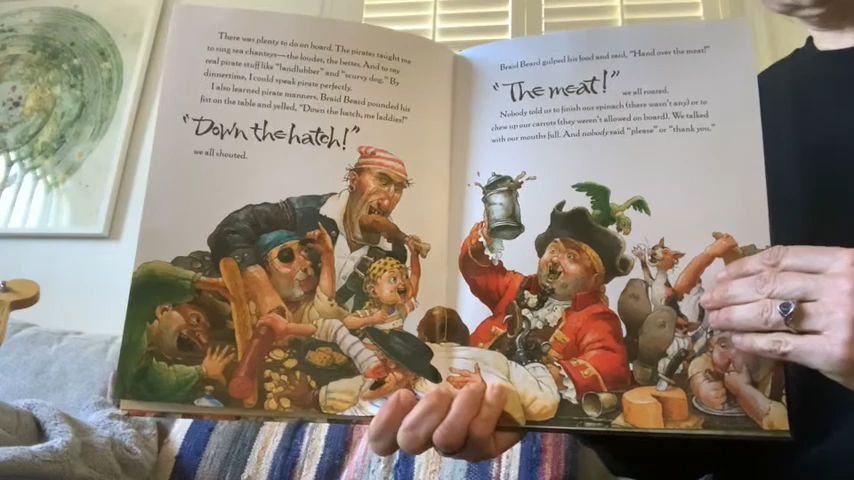 There was plenty to do on board. The pirates taught me
to sing sea chanteys—the louder, the better. And to say
real pirate stuff like "landlubber" and "scurvy dog." By
dinnertime, I could speak pirate perfectly.
I also learned pirate manners. Braid Beard pounded his
fist on the table and yelled, "Down the hatch, me laddies!"
"Down the hatch!"
we all shouted.
Braid Beard gulped his food and said, "Hand over the meat!"
"The meat!" we all roared.
Nobody told us to finish our spinach (there wasn't any) or to
chew up our carrots (they weren't allowed on board). We talked
with our mouths full. And nobody said "please" or "thank you."